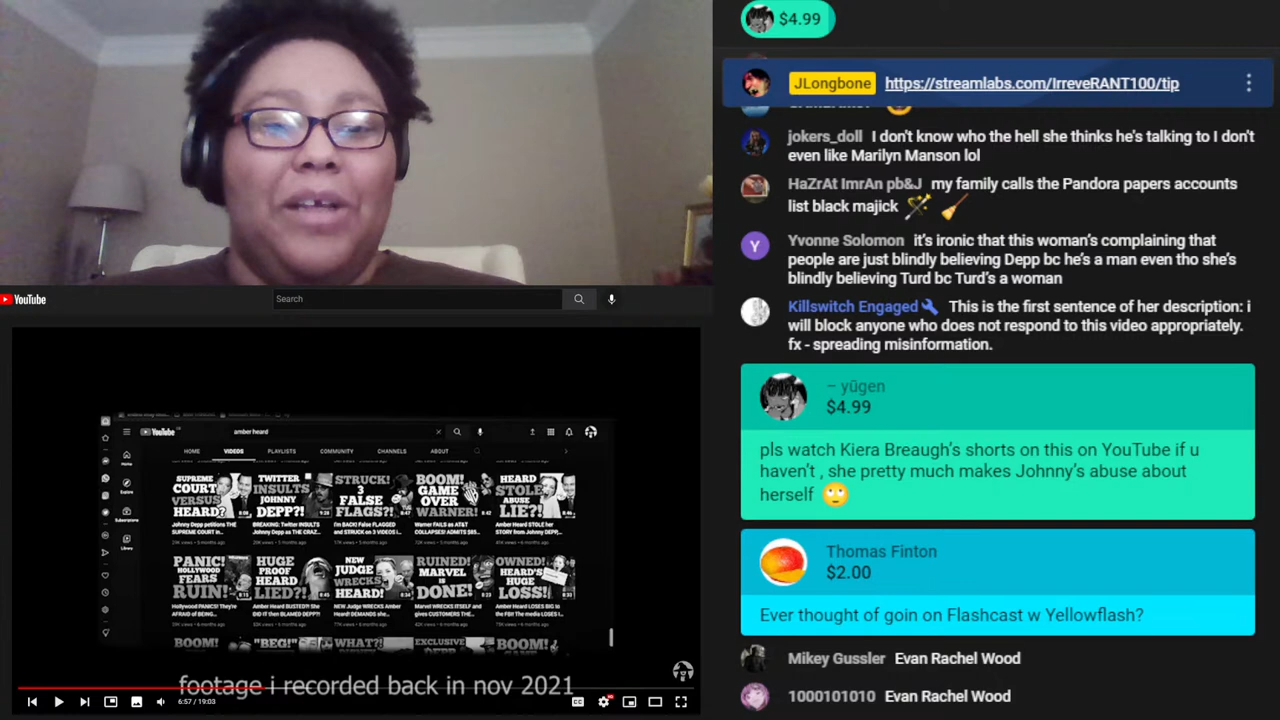 $4.99
JLongbone https://streamlabs.com/IrreveRANT100/tip
jokers_doll I don't know who the hell she thinks he's talking to I don't
even like Marilyn Manson lol
HaZrAt ImrAn pb&J my family calls the Pandora papers accounts
list black majick
Y
Yvonne Solomon it's ironic that this woman's complaining that
people are just blindly believing Depp bc he's a man even tho she's
blindly believing Turd bc Turd's a woman
Killswitch Engaged This is the first sentence of her description: i
will block anyone who does not respond to this video appropriately.
fx - spreading misinformation.
– yūgen
$4.99
pls watch Kiera Breaugh's shorts on this on YouTube if u
haven't , she pretty much makes Johnny's abuse about
herself
Thomas Finton
$2.00
Ever thought of goin on Flashcast w Yellowflash?
Mikey Gussler Evan Rachel Wood
1000101010 Evan Rachel Wood
YouTube
Search
YouTube
amber heard
HOME VIDEOS PLAYLISTS COMMUNITY CHANNELS ABOUT
Home
Explore
Subscriptions
Library
SUPREME COURT VERSUS HEARD?
TWITTER INSULTS JOHNNY DEPP?!
STRUCK! 3 FALSE FLAGS?!
BOOM! GAME OVER WARNER!
HEARD STOLE ABUSE LIE?!
PANIC! HOLLYWOOD FEARS RUIN!
HUGE PROOF HEARD LIED?!
NEW JUDGE WRECKS HEARD!
RUINED! MARVEL IS DONE!
OWNED! HEARD'S HUGE LOSS!
BOOM!
"BEG!"
WHAT?!
EXCLUSIVE
BOOM!
footage i recorded back in nov 2021
6:57 / 19:03